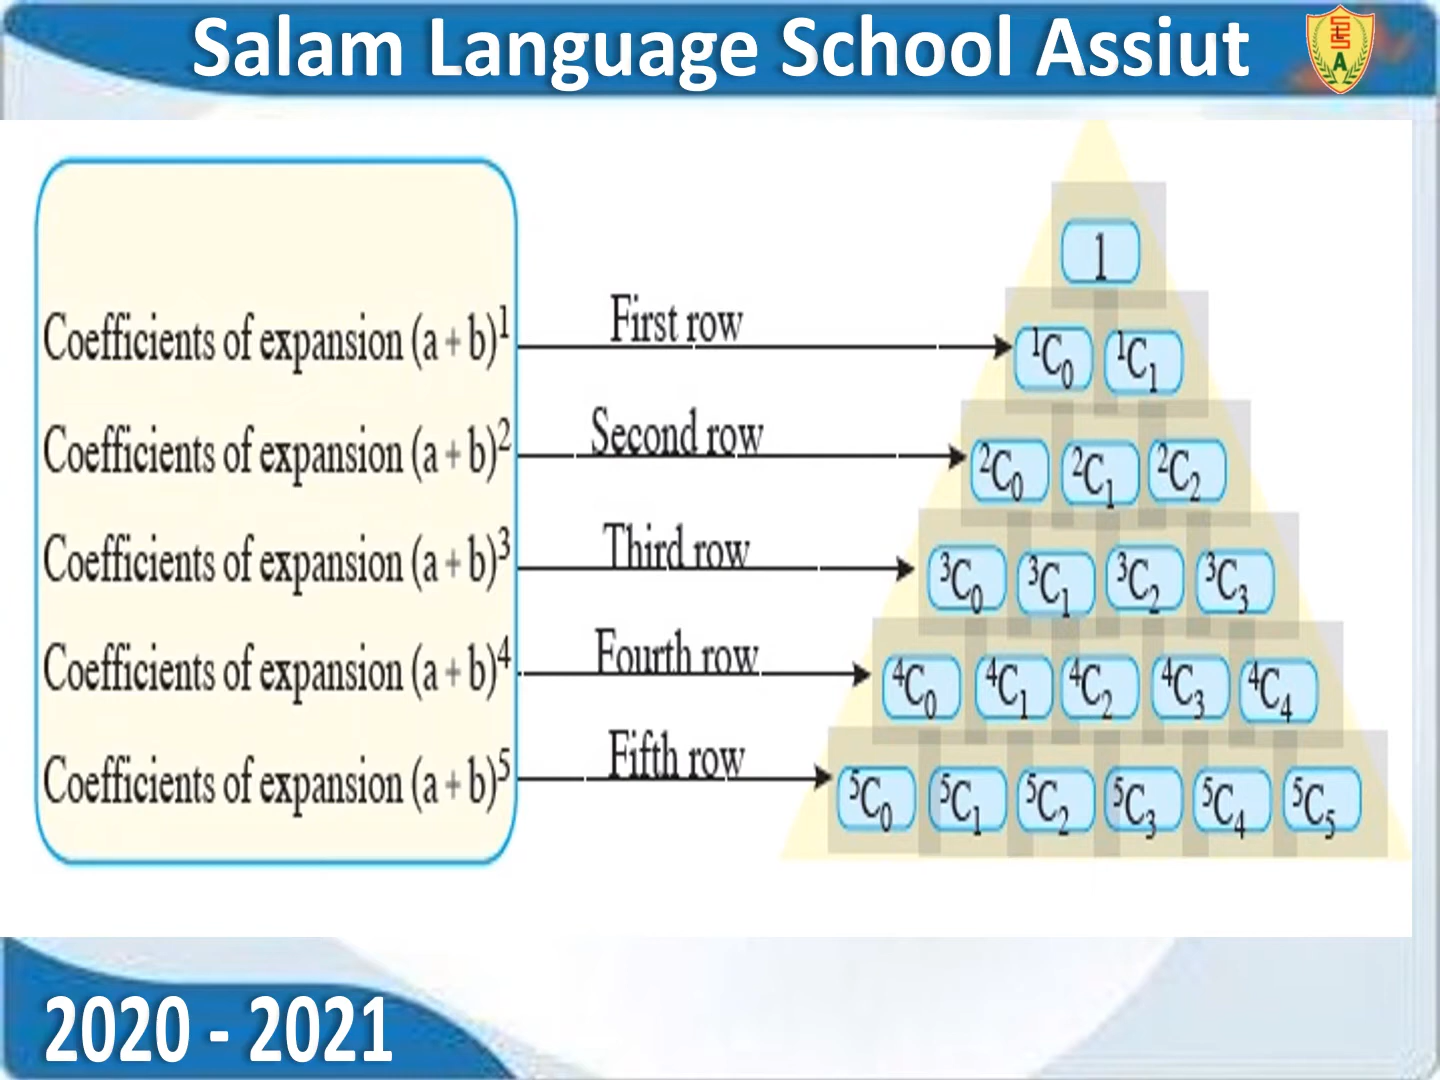 Salam Language School Assiut
1
Coefficients of expansion (a + b)¹ First row ¹C₀ ¹C₁
Coefficients of expansion (a + b)² Second row ²C₀ ²C₁ ²C₂
Coefficients of expansion (a + b)³ Third row ³C₀ ³C₁ ³C₂ ³C₃
Coefficients of expansion (a + b)⁴ Fourth row ⁴C₀ ⁴C₁ ⁴C₂ ⁴C₃ ⁴C₄
Coefficients of expansion (a + b)⁵ Fifth row ⁵C₀ ⁵C₁ ⁵C₂ ⁵C₃ ⁵C₄ ⁵C₅
2020 - 2021